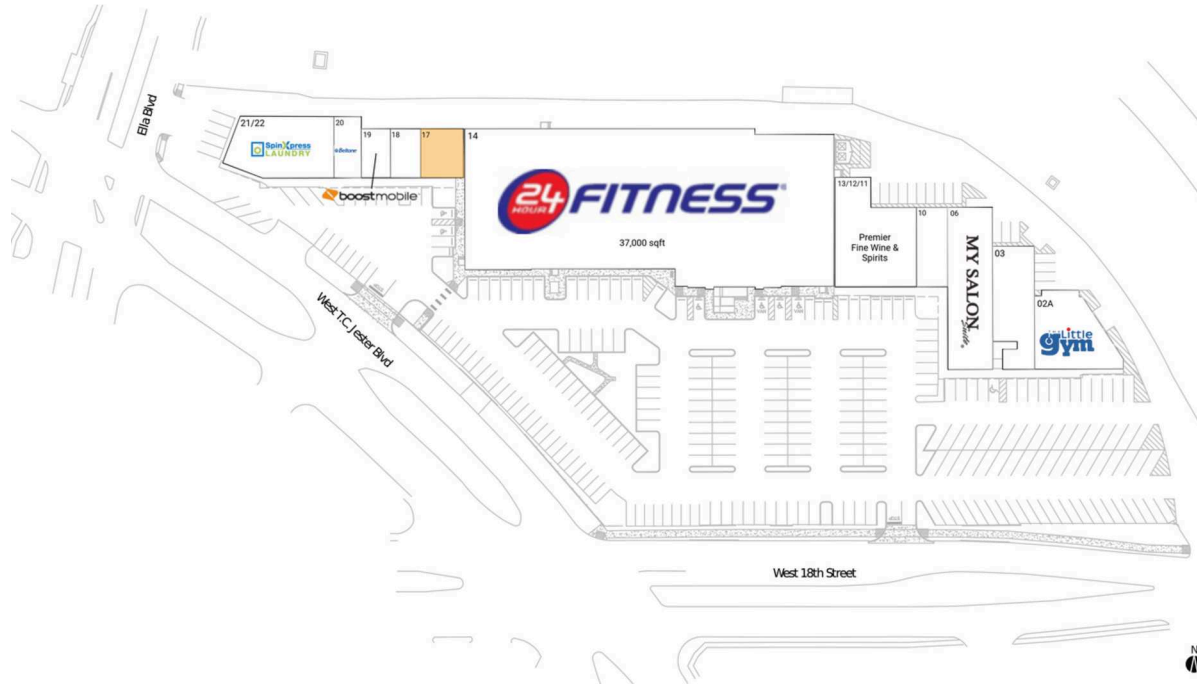 Ella Blvd
21/22
SpinXpress
LAUNDRY
20
19
18
17
boostmobile
14
24
HOUR
FITNESS
37,000 sqft
13/12/11
Premier
Fine Wine &
Spirits
10
06
MY SALON
Suite
03
02A
Little
gym
West T.C. Jester Blvd
West 18th Street
N